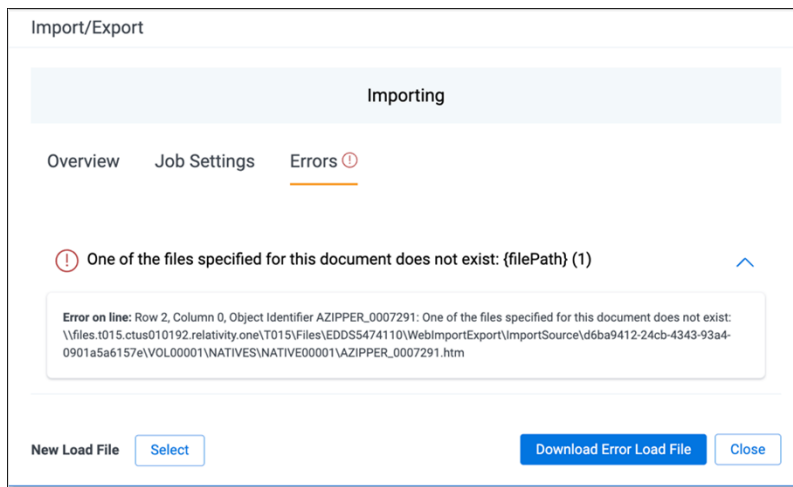 Import/Export
Importing
Overview Job Settings Errors
One of the files specified for this document does not exist: {filePath} (1)
Error on line: Row 2, Column 0, Object Identifier AZIPPER_0007291: One of the files specified for this document does not exist:
\\files.t015.ctus010192.relativity.one\T015\Files\EDDS5474110\WebImportExport\ImportSource\d6ba9412-24cb-4343-93a4-
0901a5a6157e\VOL00001\NATIVES\NATIVE00001\AZIPPER_0007291.htm
New Load File Select Download Error Load File Close